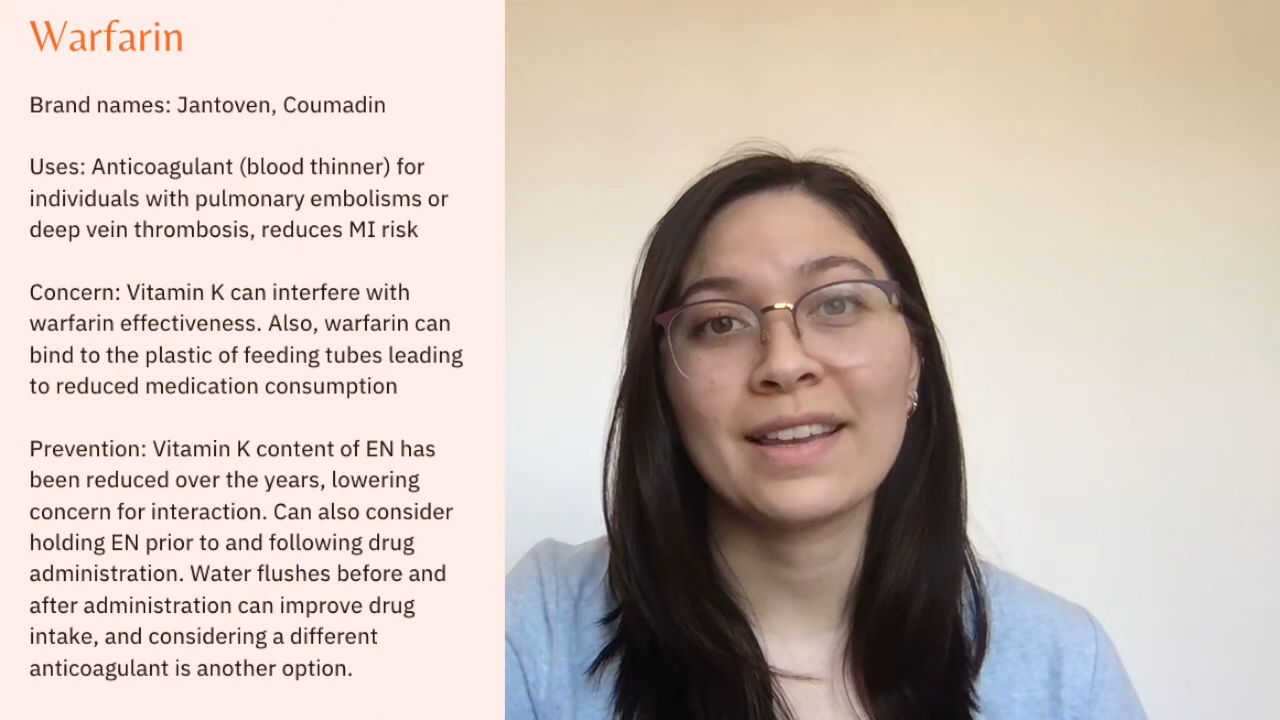 Warfarin
Brand names: Jantoven, Coumadin
Uses: Anticoagulant (blood thinner) for
individuals with pulmonary embolisms or
deep vein thrombosis, reduces MI risk
Concern: Vitamin K can interfere with
warfarin effectiveness. Also, warfarin can
bind to the plastic of feeding tubes leading
to reduced medication consumption
Prevention: Vitamin K content of EN has
been reduced over the years, lowering
concern for interaction. Can also consider
holding EN prior to and following drug
administration. Water flushes before and
after administration can improve drug
intake, and considering a different
anticoagulant is another option.